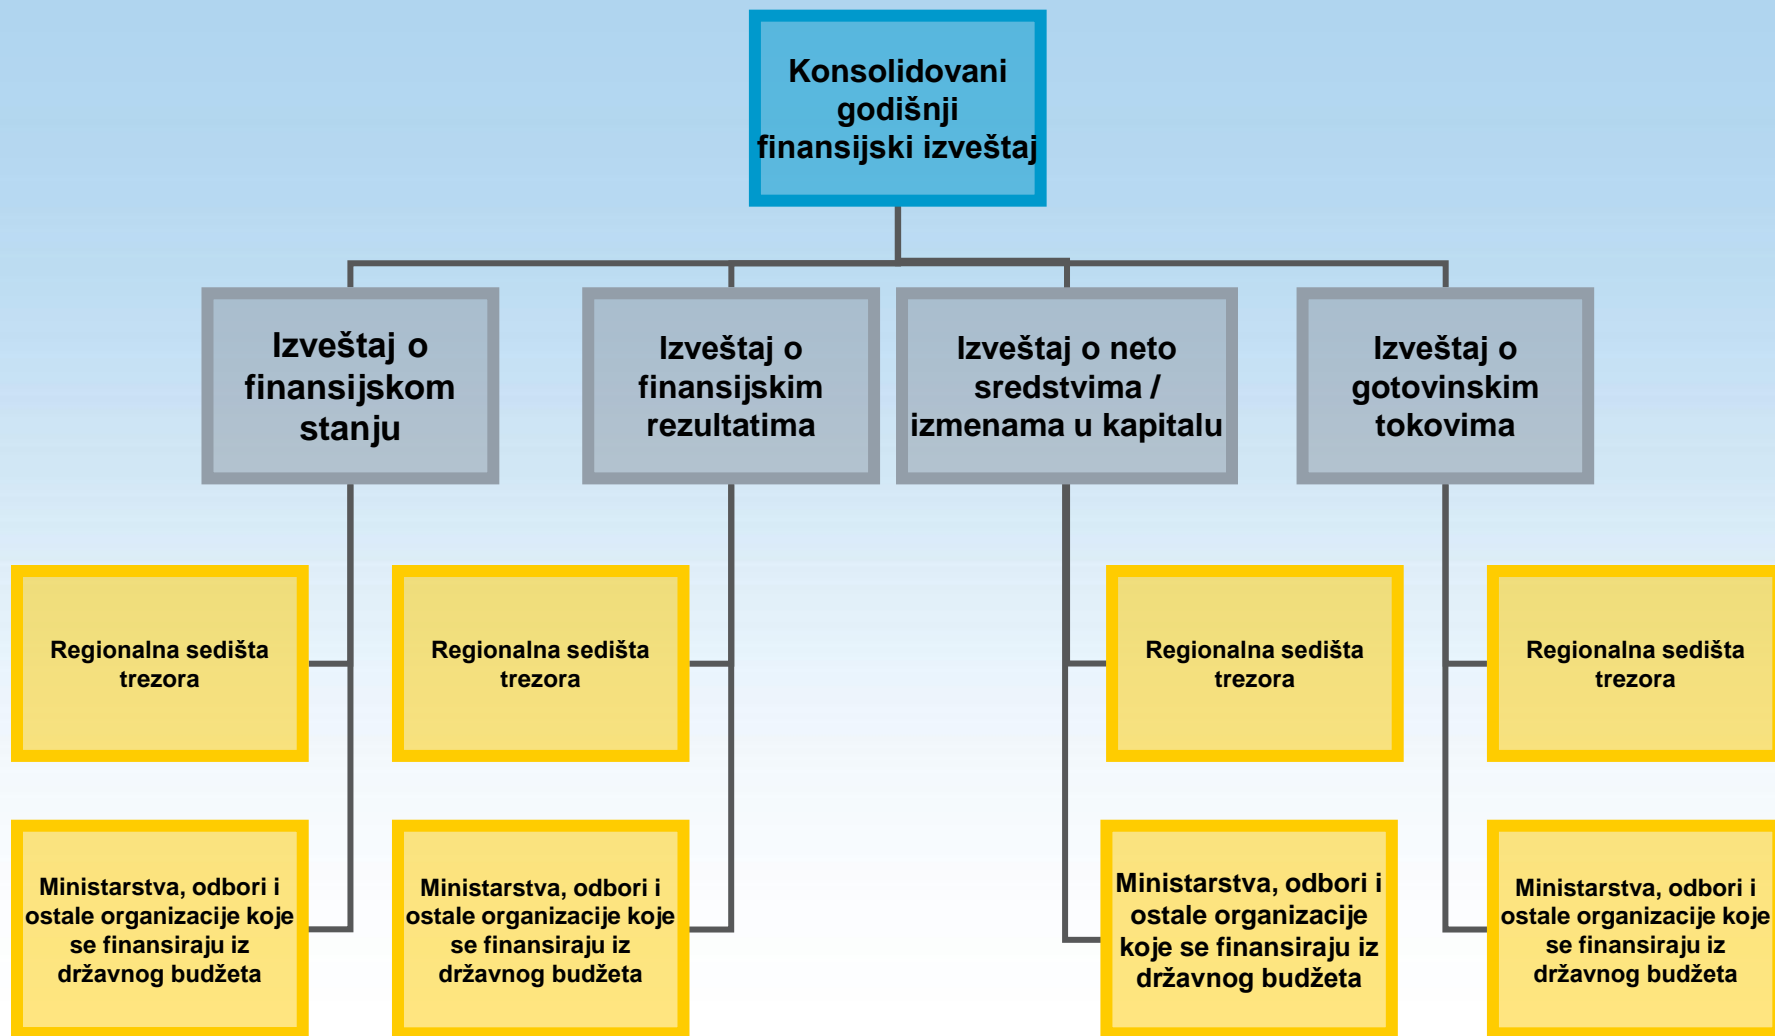 Konsolidovani
godišnji
finansijski izveštaj
Izveštaj o
finansijskom
stanju
Izveštaj o
finansijskim
rezultatima
Izveštaj o neto
sredstvima /
izmenama u kapitalu
Izveštaj o
gotovinskim
tokovima
Regionalna sedišta
trezora
Regionalna sedišta
trezora
Regionalna sedišta
trezora
Regionalna sedišta
trezora
Ministarstva, odbori i
ostale organizacije koje
se finansiraju iz
državnog budžeta
Ministarstva, odbori i
ostale organizacije koje
se finansiraju iz
državnog budžeta
Ministarstva, odbori i
ostale organizacije
koje se finansiraju iz
državnog budžeta
Ministarstva, odbori i
ostale organizacije koje
se finansiraju iz
državnog budžeta